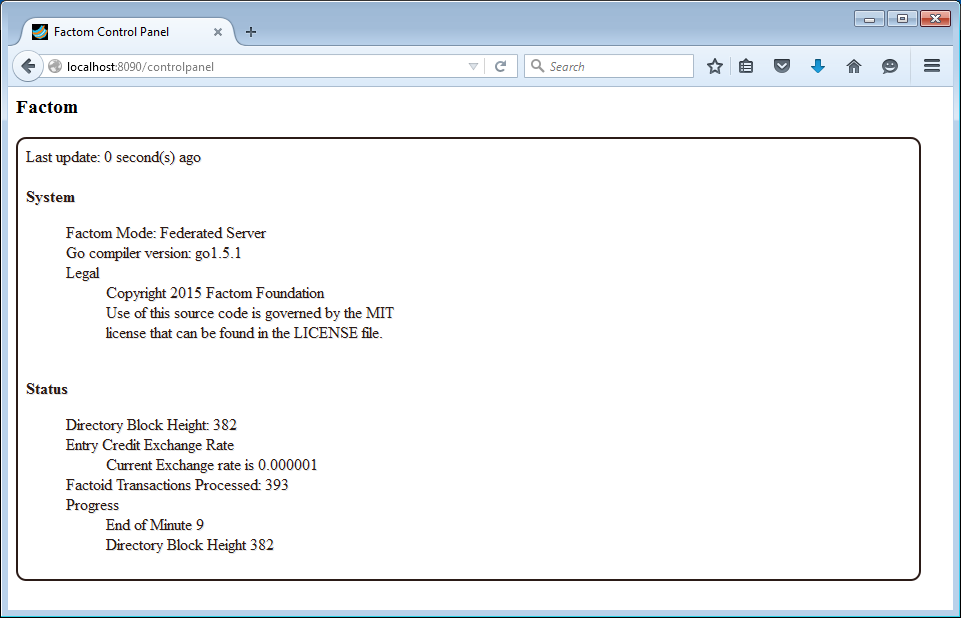 Factom Control Panel
localhost:8090/controlpanel
Search
Factom
Last update: 0 second(s) ago
System
Factom Mode: Federated Server
Go compiler version: go1.5.1
Legal
Copyright 2015 Factom Foundation
Use of this source code is governed by the MIT
license that can be found in the LICENSE file.
Status
Directory Block Height: 382
Entry Credit Exchange Rate
Current Exchange rate is 0.000001
Factoid Transactions Processed: 393
Progress
End of Minute 9
Directory Block Height 382